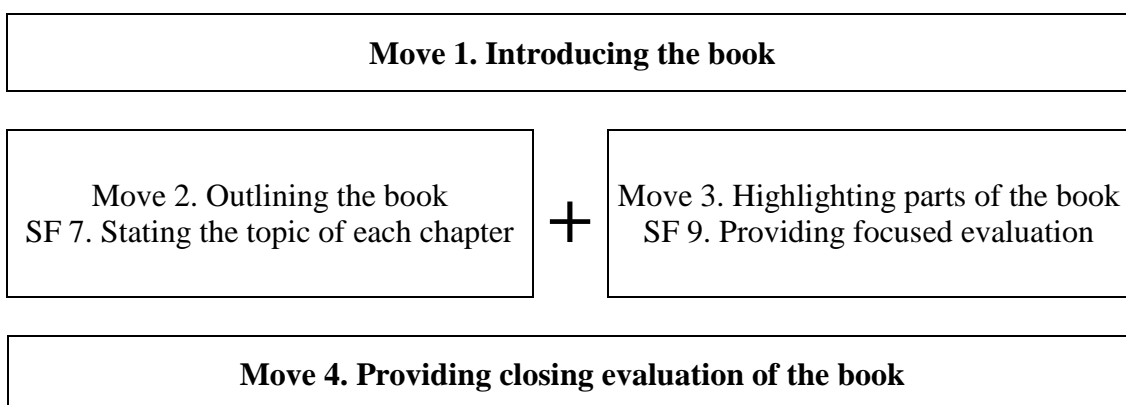 Move 1. Introducing the book
Move 2. Outlining the book
SF 7. Stating the topic of each chapter
+
Move 3. Highlighting parts of the book
SF 9. Providing focused evaluation
Move 4. Providing closing evaluation of the book